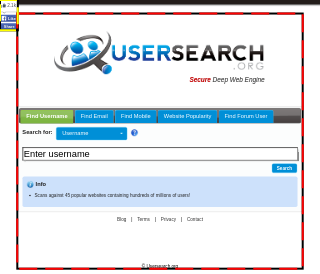 2.1k
Like
Share
USERSEARCH
.ORG
Secure Deep Web Engine
Find Username Find Email Find Mobile Website Popularity Find Forum User
Search for: Username ?
Enter username
Search
Info
Scans against 45 popular websites containing hundreds of millions of users!
Blog | Terms | Privacy | Contact
© Usersearch.org